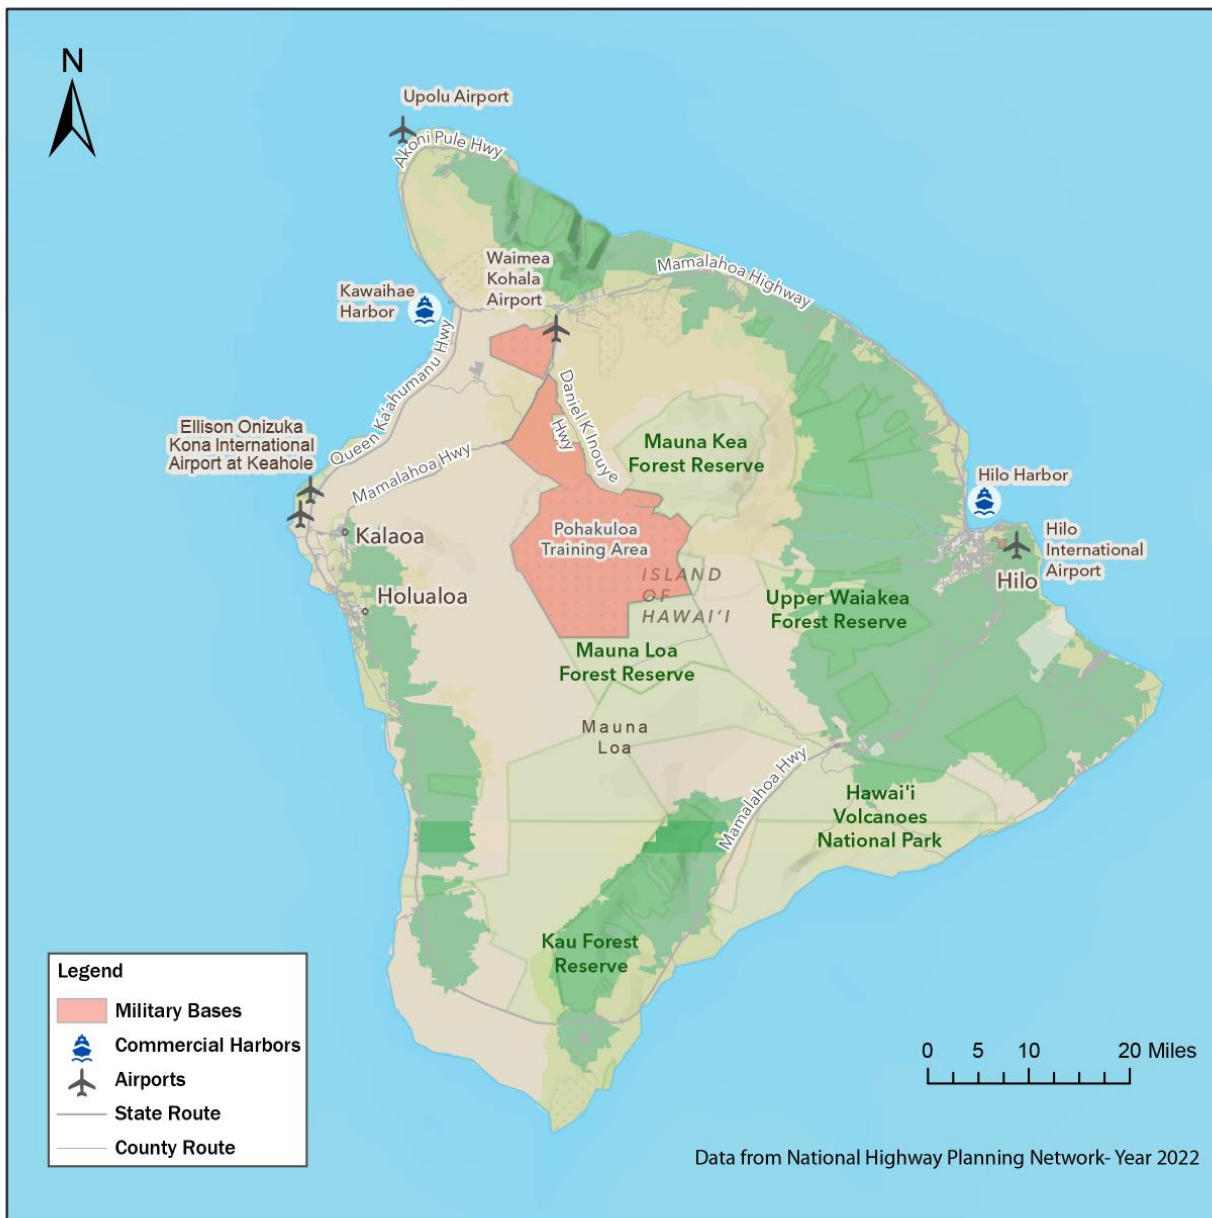 N
Upolu Airport
Akoni Pule Hwy
Waimea
Kohala
Airport
Mamalahoa Highway
Kawaihae
Harbor
Queen Ka'ahumanu Hwy
Daniel K Inouye
Hwy
Ellison Onizuka
Kona International
Airport at Keahole
Mamalahoa Hwy
Mauna Kea
Forest Reserve
Hilo Harbor
Kalaoa
Pohakuloa
Training Area
Hilo
International
Airport
Hilo
ISLAND
OF
HAWAI'I
Holualoa
Upper Waiakea
Forest Reserve
Mauna Loa
Forest Reserve
Mauna
Loa
Mamalahoa Hwy
Hawai'i
Volcanoes
National Park
Kau Forest
Reserve
Legend
Military Bases
Commercial Harbors
Airports
State Route
County Route
0 5 10 20 Miles
Data from National Highway Planning Network- Year 2022